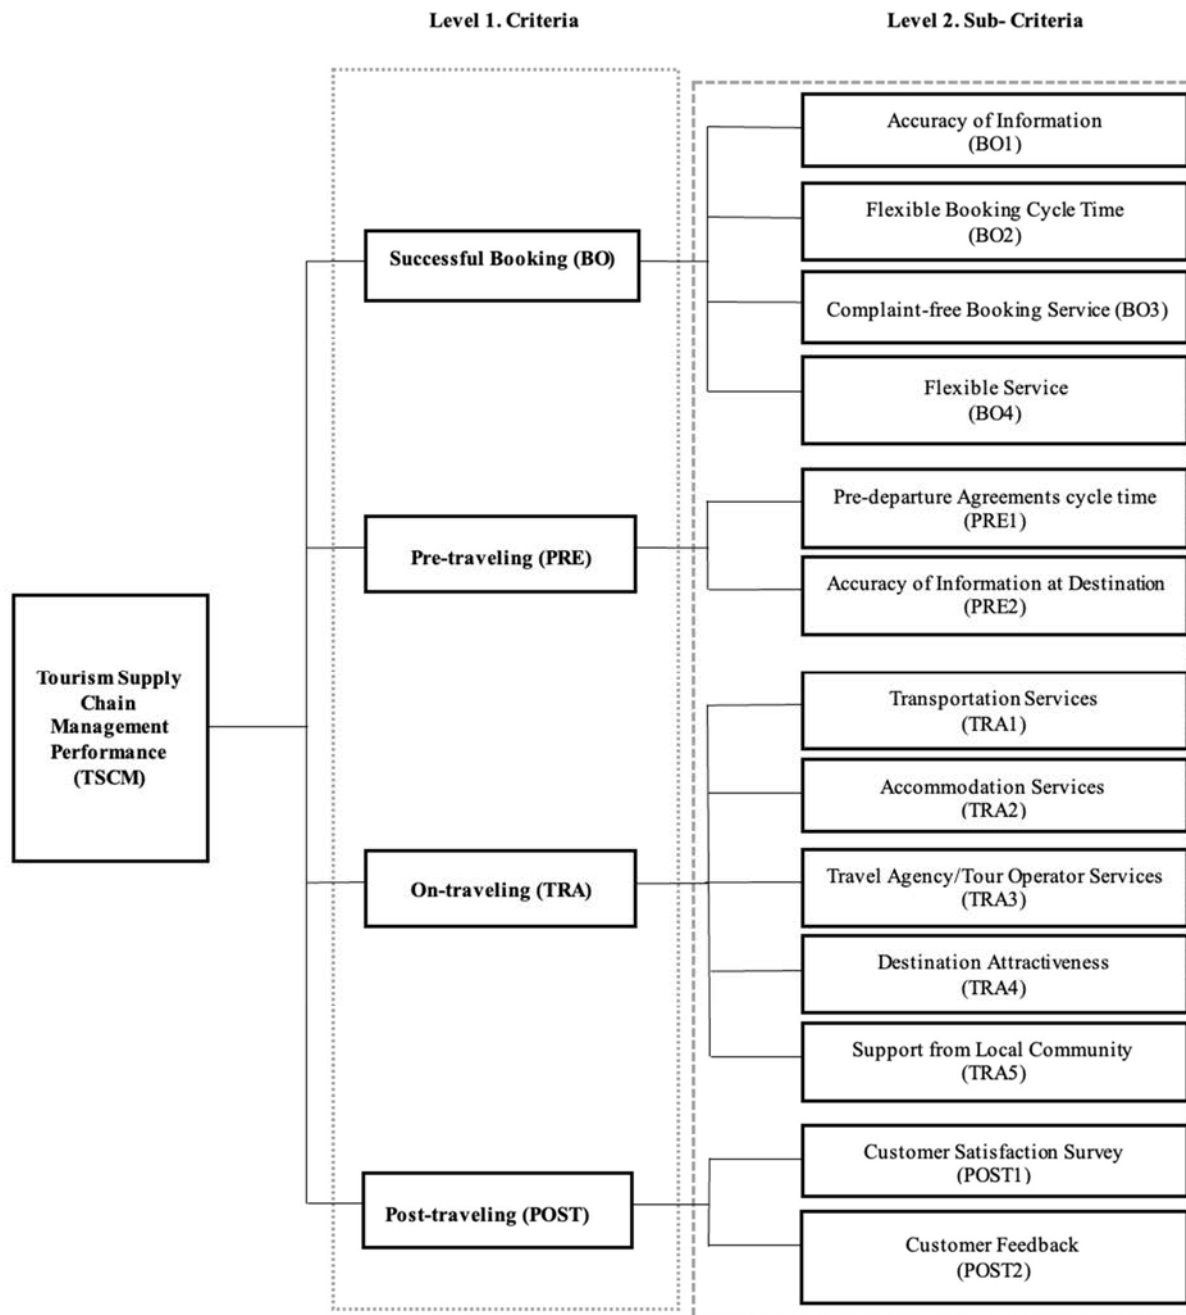 Level 1. Criteria
Level 2. Sub- Criteria
Tourism Supply
Chain
Management
Performance
(TSCM)
Successful Booking (BO)
Accuracy of Information
(BO1)
Flexible Booking Cycle Time
(BO2)
Complaint-free Booking Service (BO3)
Flexible Service
(BO4)
Pre-traveling (PRE)
Pre-departure Agreements cycle time
(PRE1)
Accuracy of Information at Destination
(PRE2)
On-traveling (TRA)
Transportation Services
(TRA1)
Accommodation Services
(TRA2)
Travel Agency/Tour Operator Services
(TRA3)
Destination Attractiveness
(TRA4)
Support from Local Community
(TRA5)
Post-traveling (POST)
Customer Satisfaction Survey
(POST1)
Customer Feedback
(POST2)